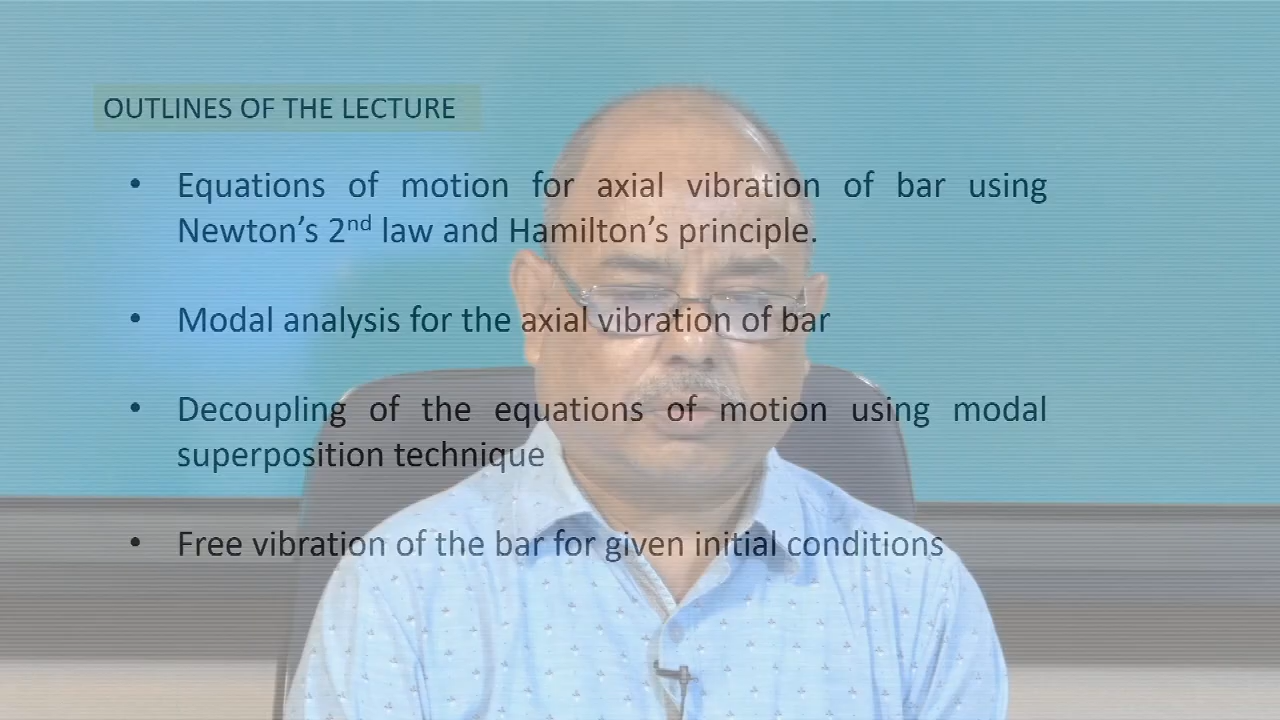 OUTLINES OF THE LECTURE
• Equations of motion for axial vibration of bar using
Newton’s 2nd law and Hamilton’s principle.
• Modal analysis for the axial vibration of bar
• Decoupling of the equations of motion using modal
superposition technique
• Free vibration of the bar for given initial conditions